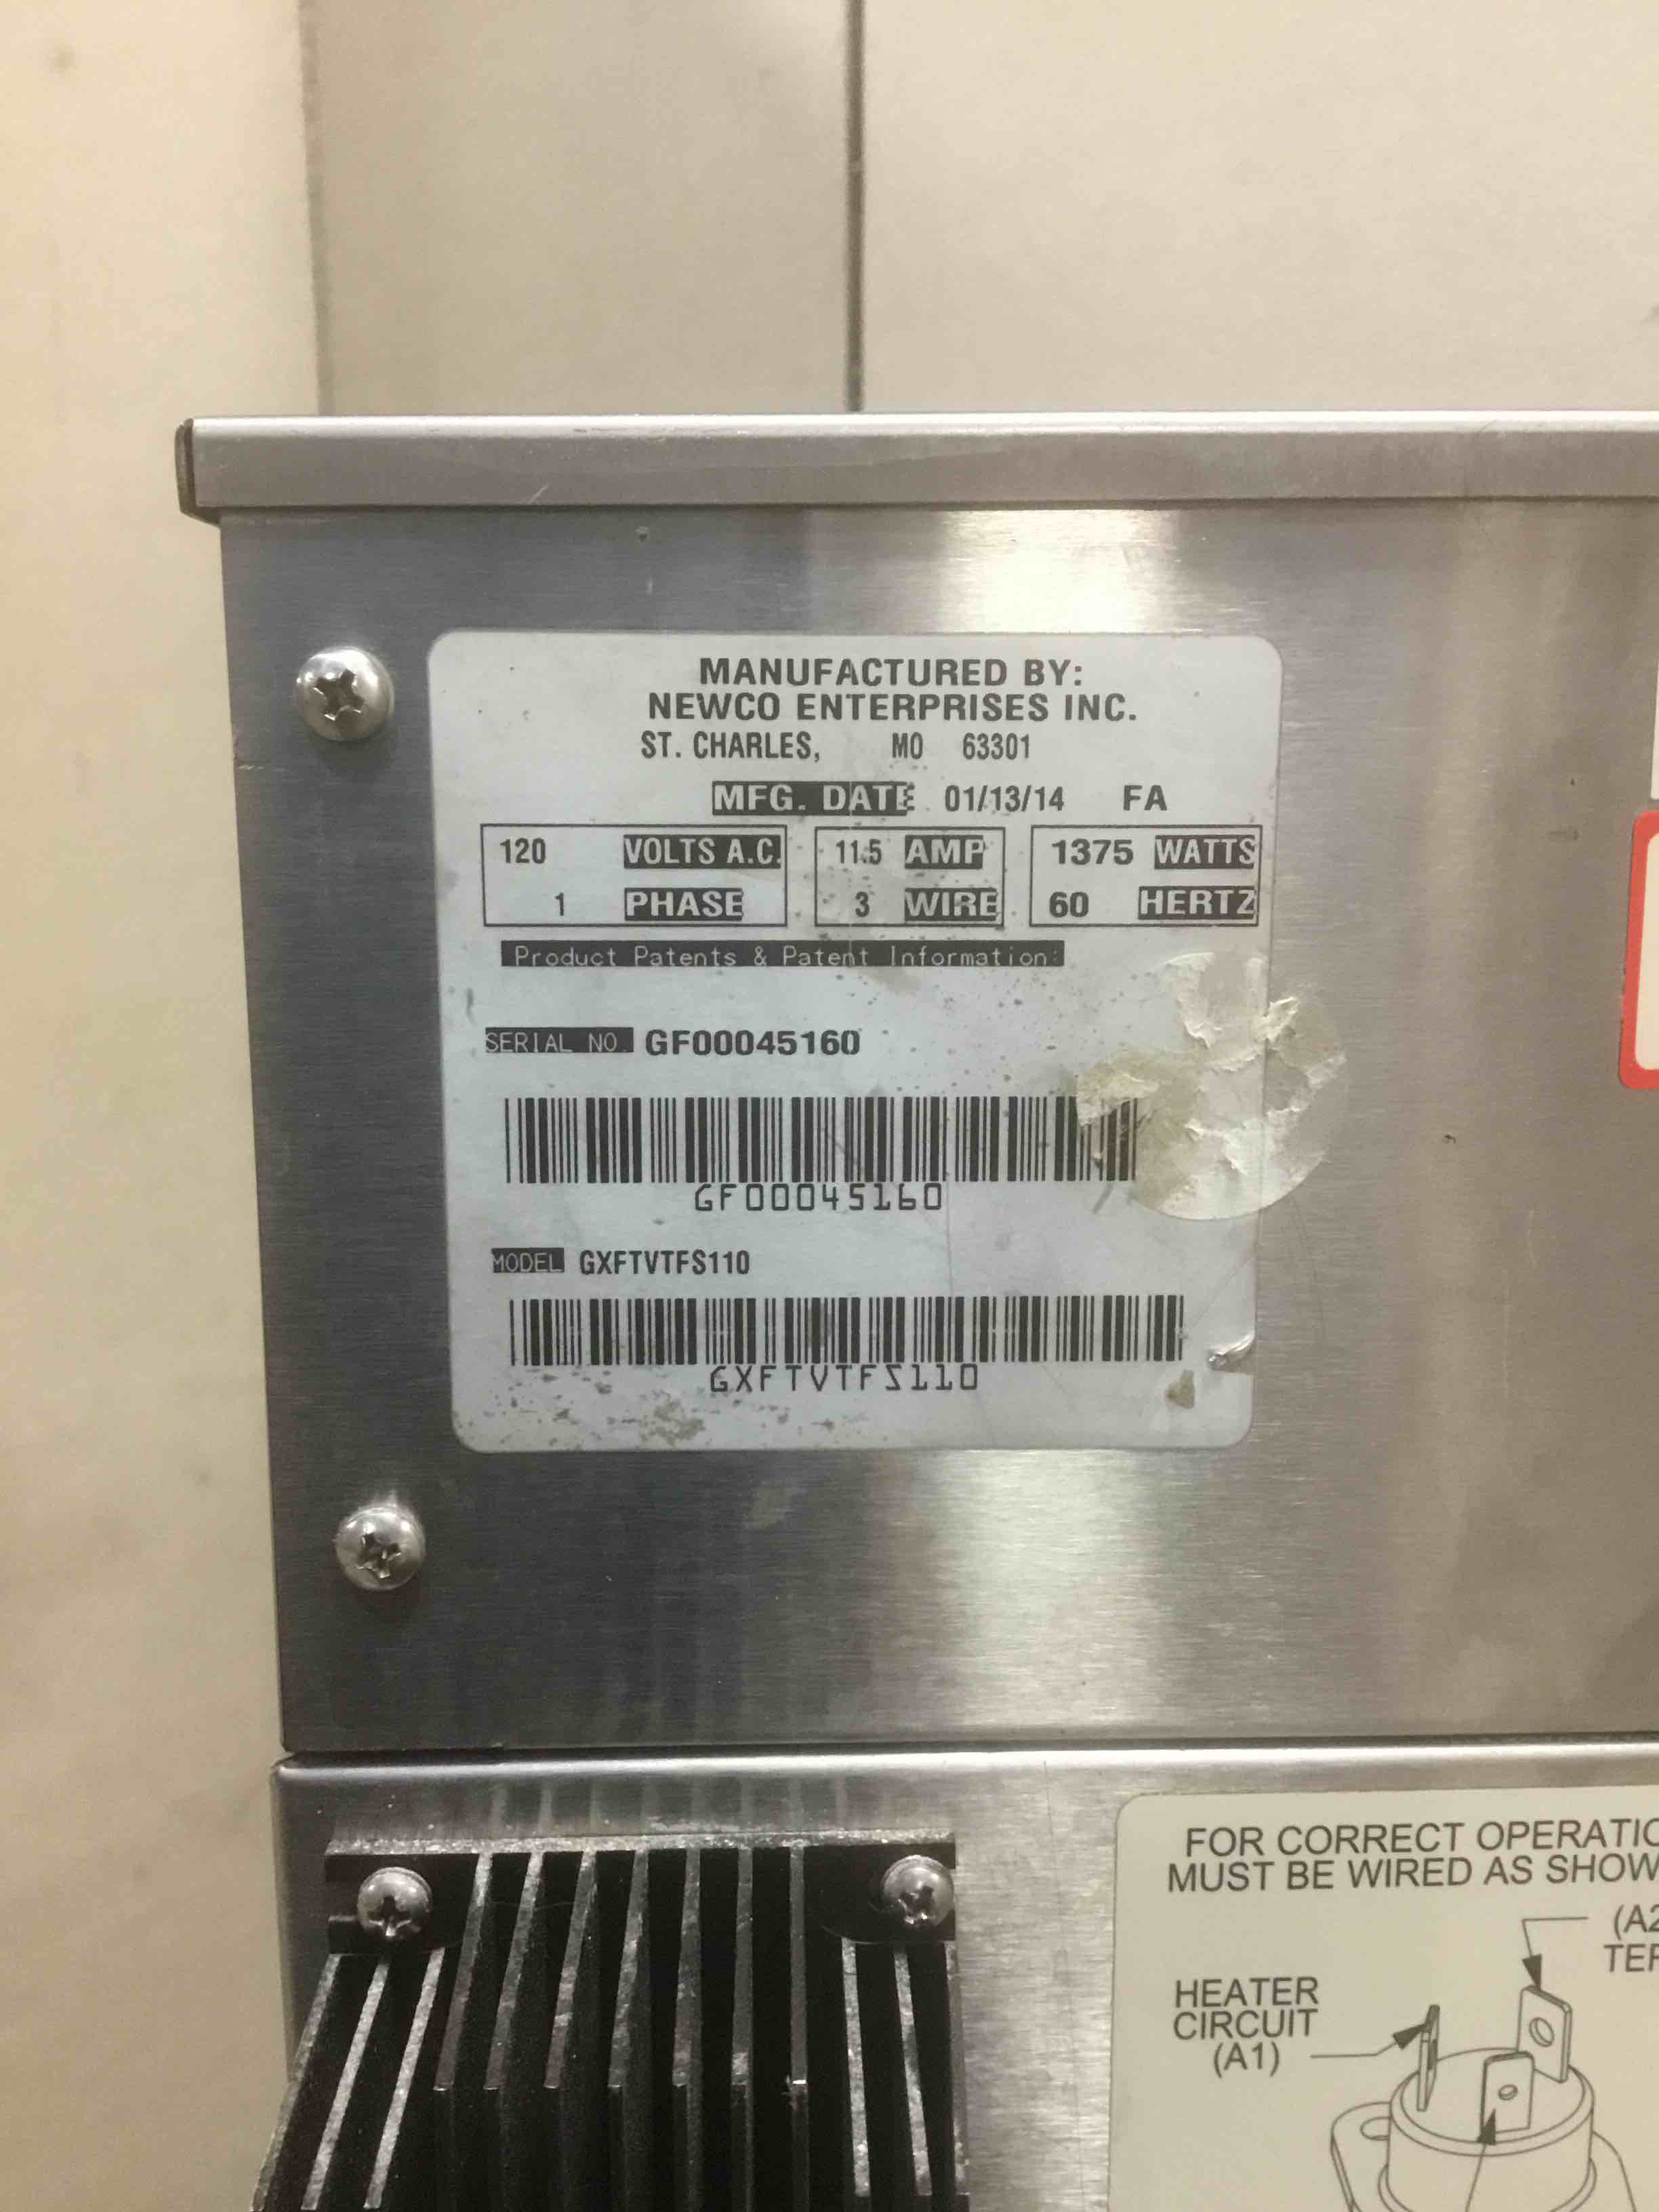 MANUFACTURED BY:
NEWCO ENTERPRISES INC.
ST. CHARLES, MO 63301
MFG. DATE 01/13/14 FA
120 VOLTS A.C. 11.5 AMP 1375 WATTS
1 PHASE 3 WIRE 60 HERTZ
Product Patents & Patent Information:
SERIAL NO. GF00045160
GF00045160
MODEL GXFTVTFS110
GXFTVTFS110
FOR CORRECT OPERATIO
MUST BE WIRED AS SHOW
(A2
TER
HEATER
CIRCUIT
(A1)